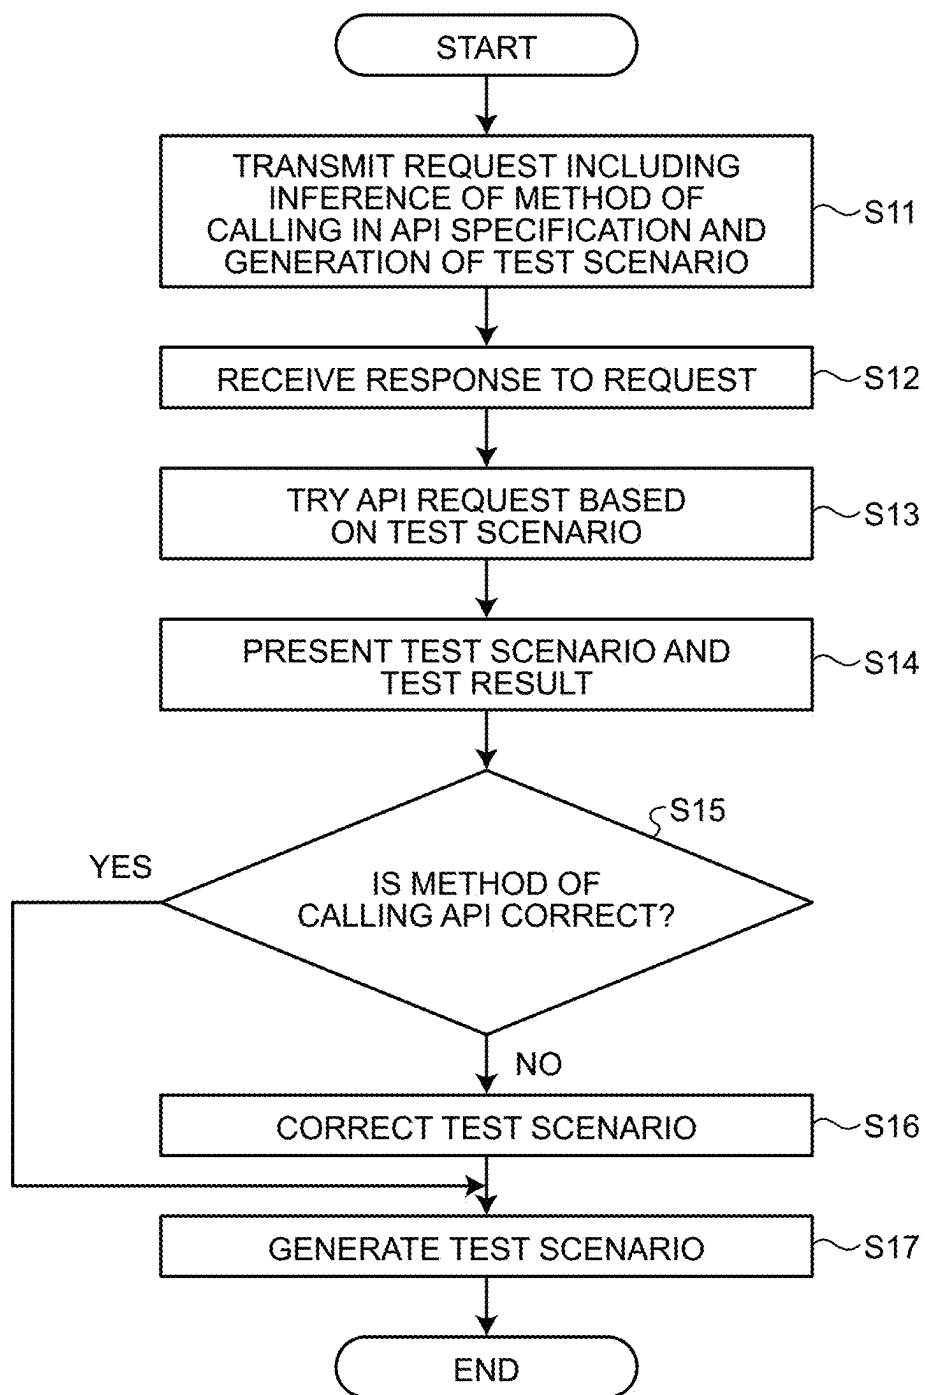 START
TRANSMIT REQUEST INCLUDING
INFERENCE OF METHOD OF
CALLING IN API SPECIFICATION AND
GENERATION OF TEST SCENARIO
S11
RECEIVE RESPONSE TO REQUEST
S12
TRY API REQUEST BASED
ON TEST SCENARIO
S13
PRESENT TEST SCENARIO AND
TEST RESULT
S14
S15
YES
IS METHOD OF
CALLING API CORRECT?
NO
CORRECT TEST SCENARIO
S16
GENERATE TEST SCENARIO
S17
END